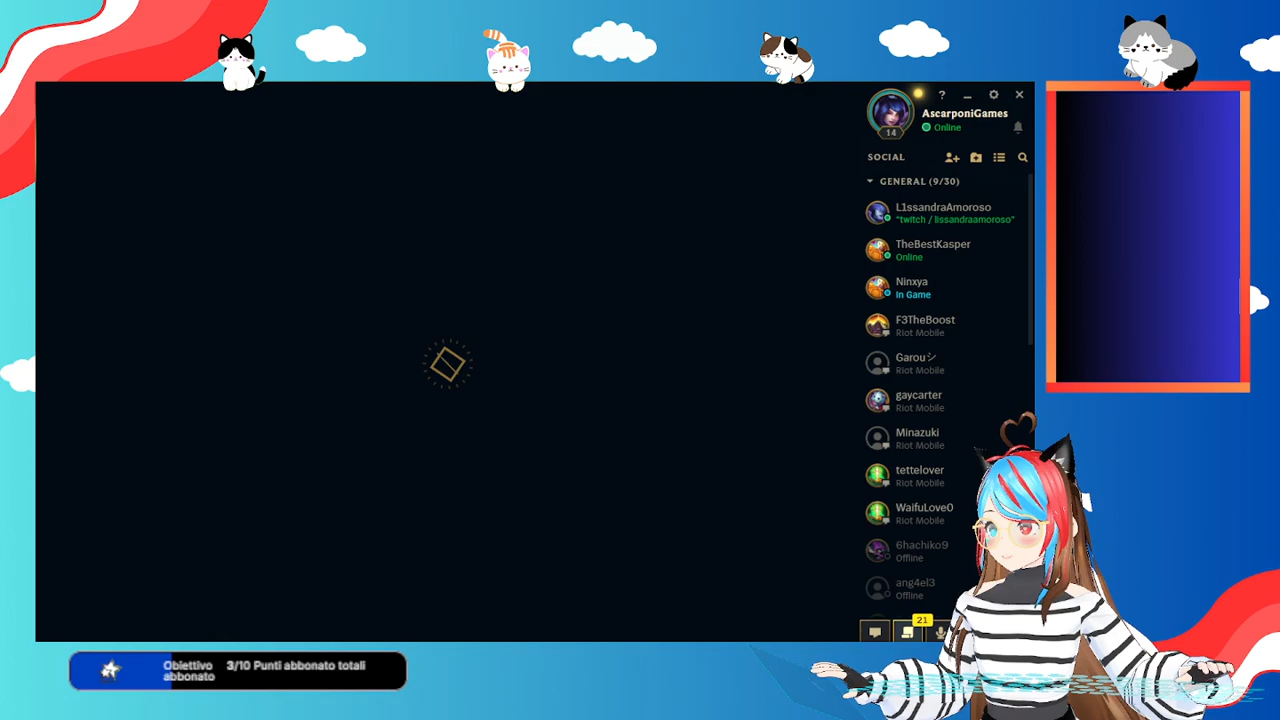 AscarponiGames
14
Online
SOCIAL
GENERAL (9/30)
L1ssandraAmoroso
"twitch / lissandraamoroso"
TheBestKasper
Online
Ninxya
In Game
F3TheBoost
Riot Mobile
Garouシ
Riot Mobile
gaycarter
Riot Mobile
Minazuki
Riot Mobile
tettelover
Riot Mobile
WaifuLove0
Riot Mobile
6hachiko9
Offline
ang4el3
Offline
21
Obiettivo abbonato
3/10 Punti abbonato totali